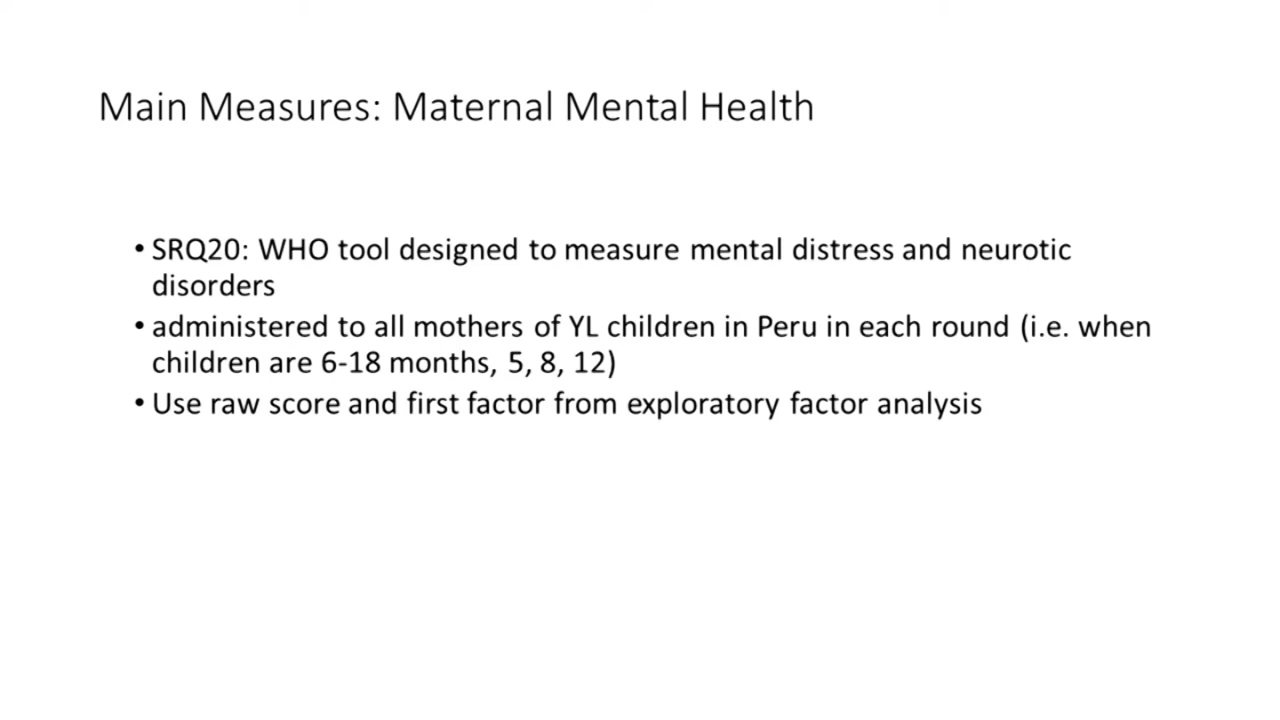 Main Measures: Maternal Mental Health
• SRQ20: WHO tool designed to measure mental distress and neurotic
disorders
• administered to all mothers of YL children in Peru in each round (i.e. when
children are 6-18 months, 5, 8, 12)
• Use raw score and first factor from exploratory factor analysis